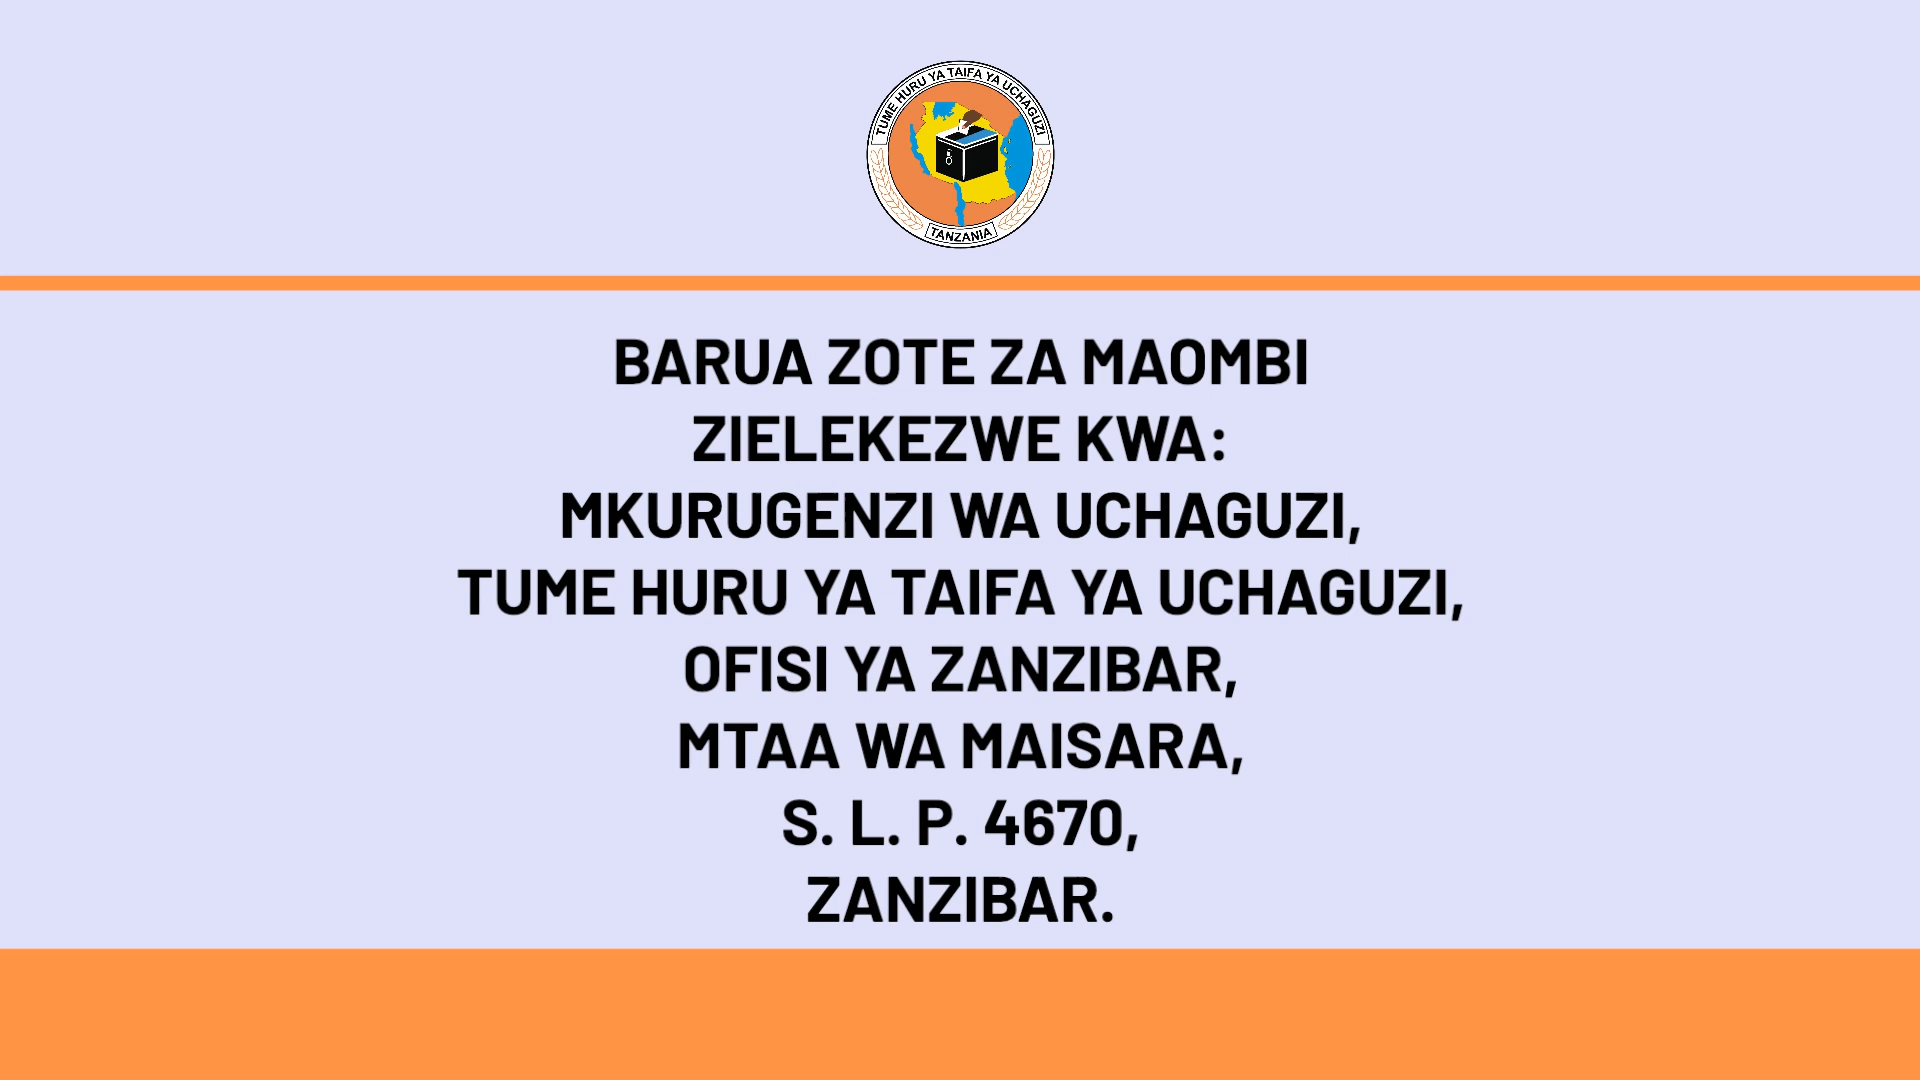 TUME HURU YA TAIFA YA UCHAGUZI
TANZANIA
BARUA ZOTE ZA MAOMBI
ZIELEKEZWE KWA:
MKURUGENZI WA UCHAGUZI,
TUME HURU YA TAIFA YA UCHAGUZI,
OFISI YA ZANZIBAR,
MTAA WA MAISARA,
S. L. P. 4670,
ZANZIBAR.